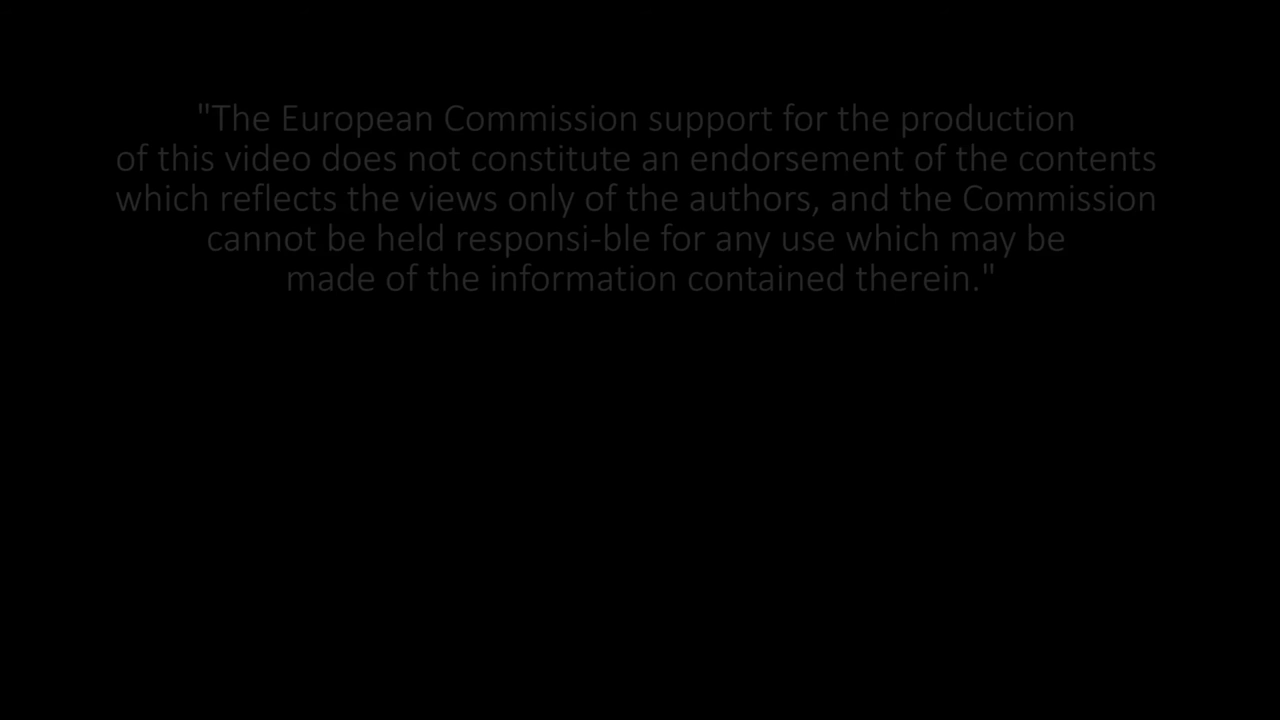 "The European Commission support for the production
of this video does not constitute an endorsement of the contents
which reflects the views only of the authors, and the Commission
cannot be held responsi-ble for any use which may be
made of the information contained therein."